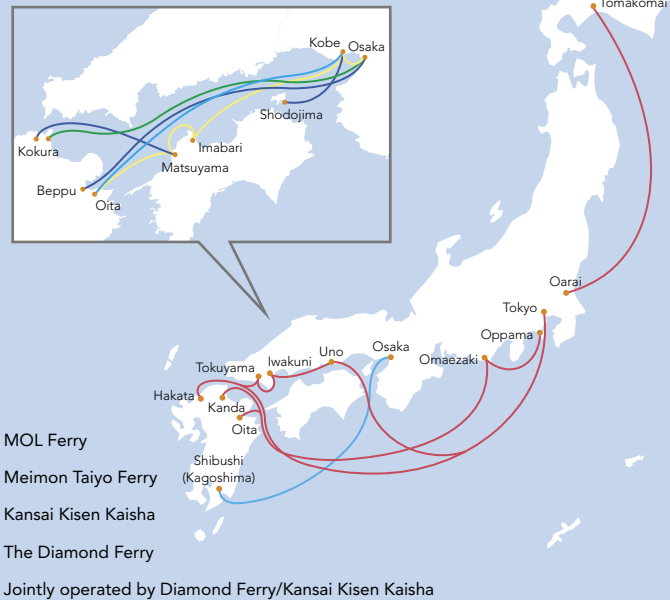 Tomakomai
Kobe
Osaka
Shodojima
Kokura
Imabari
Matsuyama
Beppu
Oita
Oarai
Tokyo
Oppama
Omaezaki
Osaka
Uno
Iwakuni
Tokuyama
Hakata
Kanda
Oita
Shibushi
(Kagoshima)
MOL Ferry
Meimon Taiyo Ferry
Kansai Kisen Kaisha
The Diamond Ferry
Jointly operated by Diamond Ferry/Kansai Kisen Kaisha